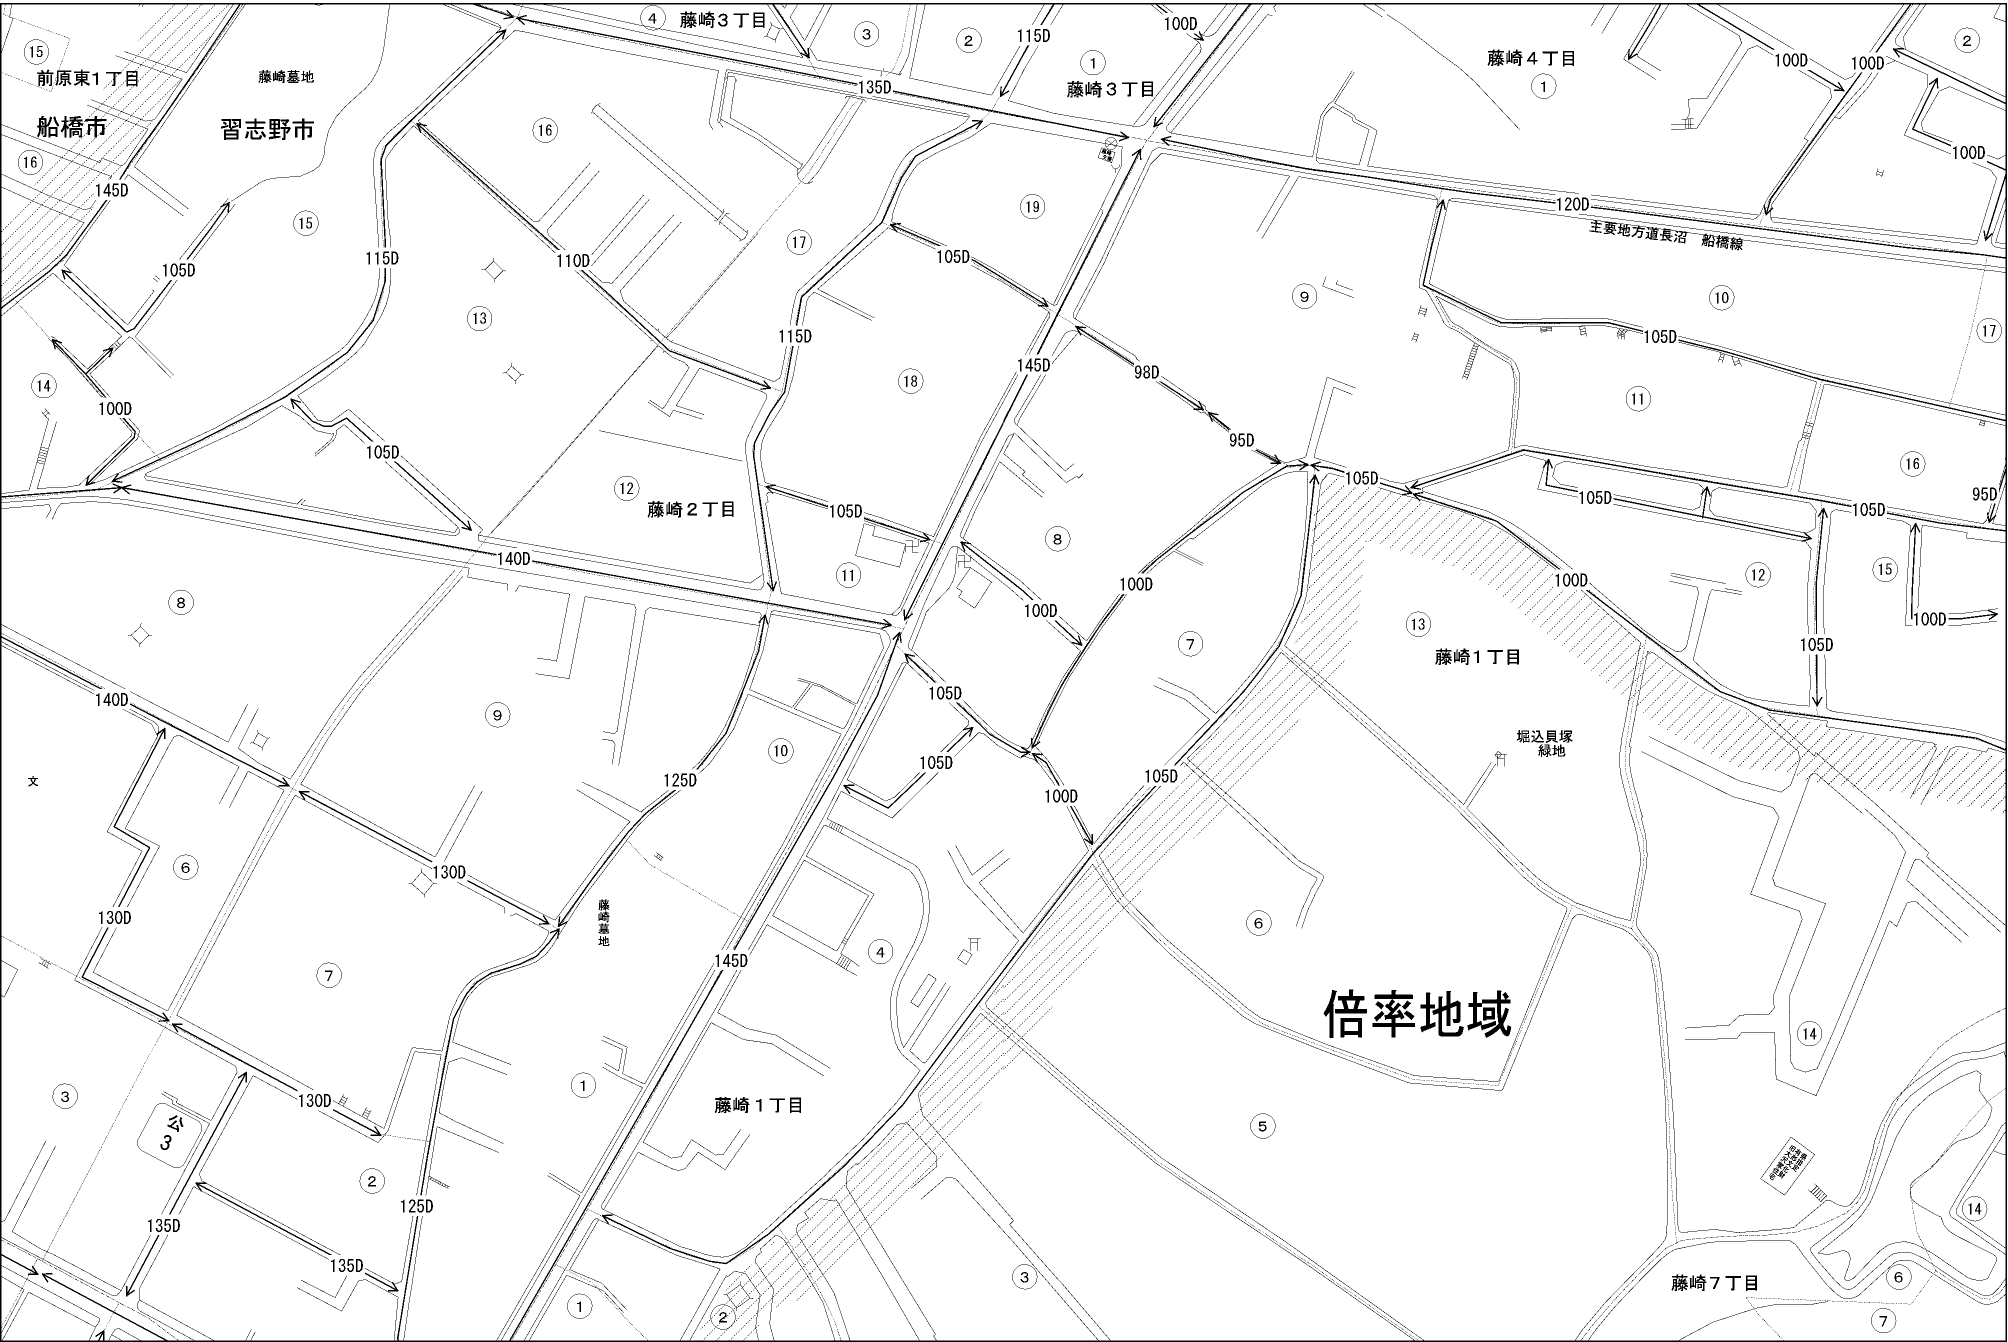 ④
藤崎３丁目
③
②
115D
①
100D
藤崎４丁目
①
100D
100D
②
⑮
前原東１丁目
藤崎墓地
135D
藤崎３丁目
船橋市
習志野市
⑯
⑯
100D
145D
⑮
⑲
120D
主要地方道長沼　船橋線
105D
115D
110D
⑰
105D
⑨
⑩
⑬
115D
105D
⑰
⑭
100D
145D
98D
⑱
⑪
105D
95D
105D
⑯
⑫
藤崎２丁目
105D
105D
105D
95D
140D
⑧
⑪
100D
100D
⑫
⑮
⑧
100D
⑦
⑬
100D
藤崎１丁目
105D
140D
⑨
105D
⑩
堀込貝塚
緑地
文
125D
105D
100D
105D
⑥
130D
130D
藤崎墓地
④
⑥
⑦
145D
倍率地域
⑭
③
130D
①
藤崎１丁目
⑤
公
3
②
135D
125D
⑭
135D
③
藤崎７丁目
⑥
①
②
⑦